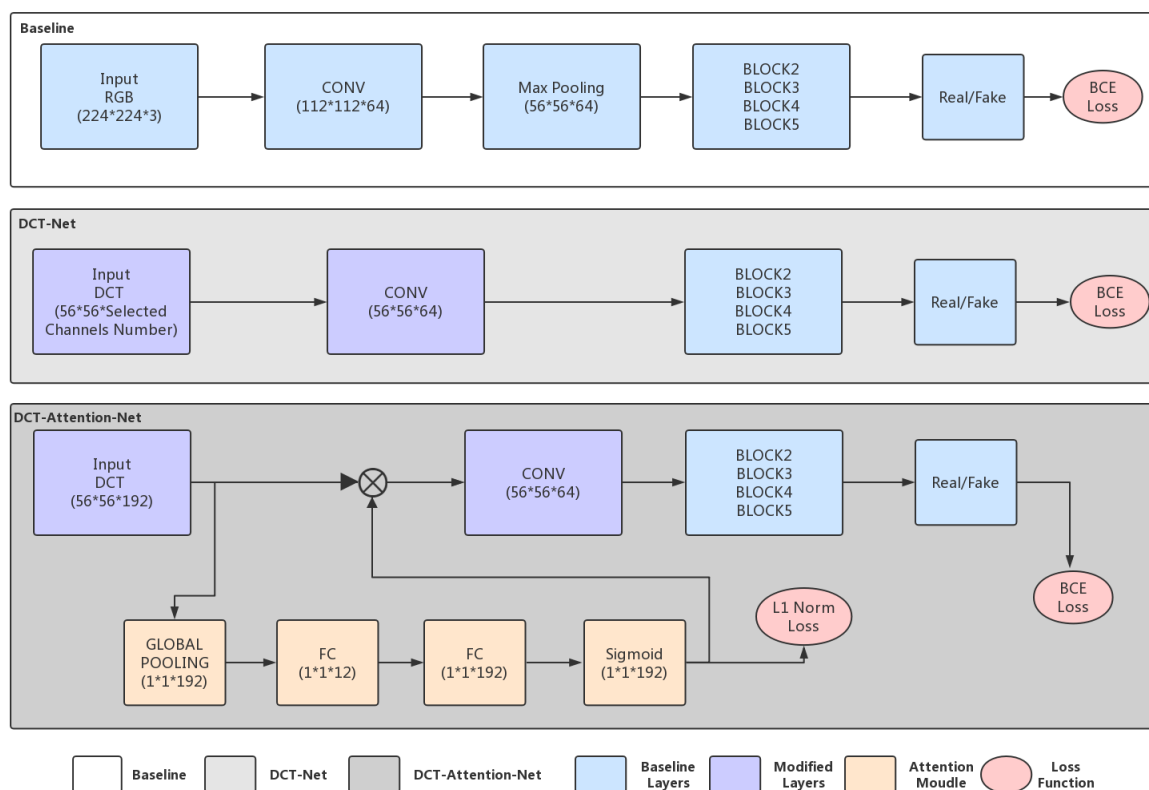 Baseline
Input
RGB
(224*224*3)
CONV
(112*112*64)
Max Pooling
(56*56*64)
BLOCK2
BLOCK3
BLOCK4
BLOCK5
Real/Fake
BCE
Loss
DCT-Net
Input
DCT
(56*56*Selected
Channels Number)
CONV
(56*56*64)
BLOCK2
BLOCK3
BLOCK4
BLOCK5
Real/Fake
BCE
Loss
DCT-Attention-Net
Input
DCT
(56*56*192)
CONV
(56*56*64)
BLOCK2
BLOCK3
BLOCK4
BLOCK5
Real/Fake
BCE
Loss
GLOBAL
POOLING
(1*1*192)
FC
(1*1*12)
FC
(1*1*192)
Sigmoid
(1*1*192)
L1 Norm
Loss
Baseline
DCT-Net
DCT-Attention-Net
Baseline
Layers
Modified
Layers
Attention
Moudle
Loss
Function